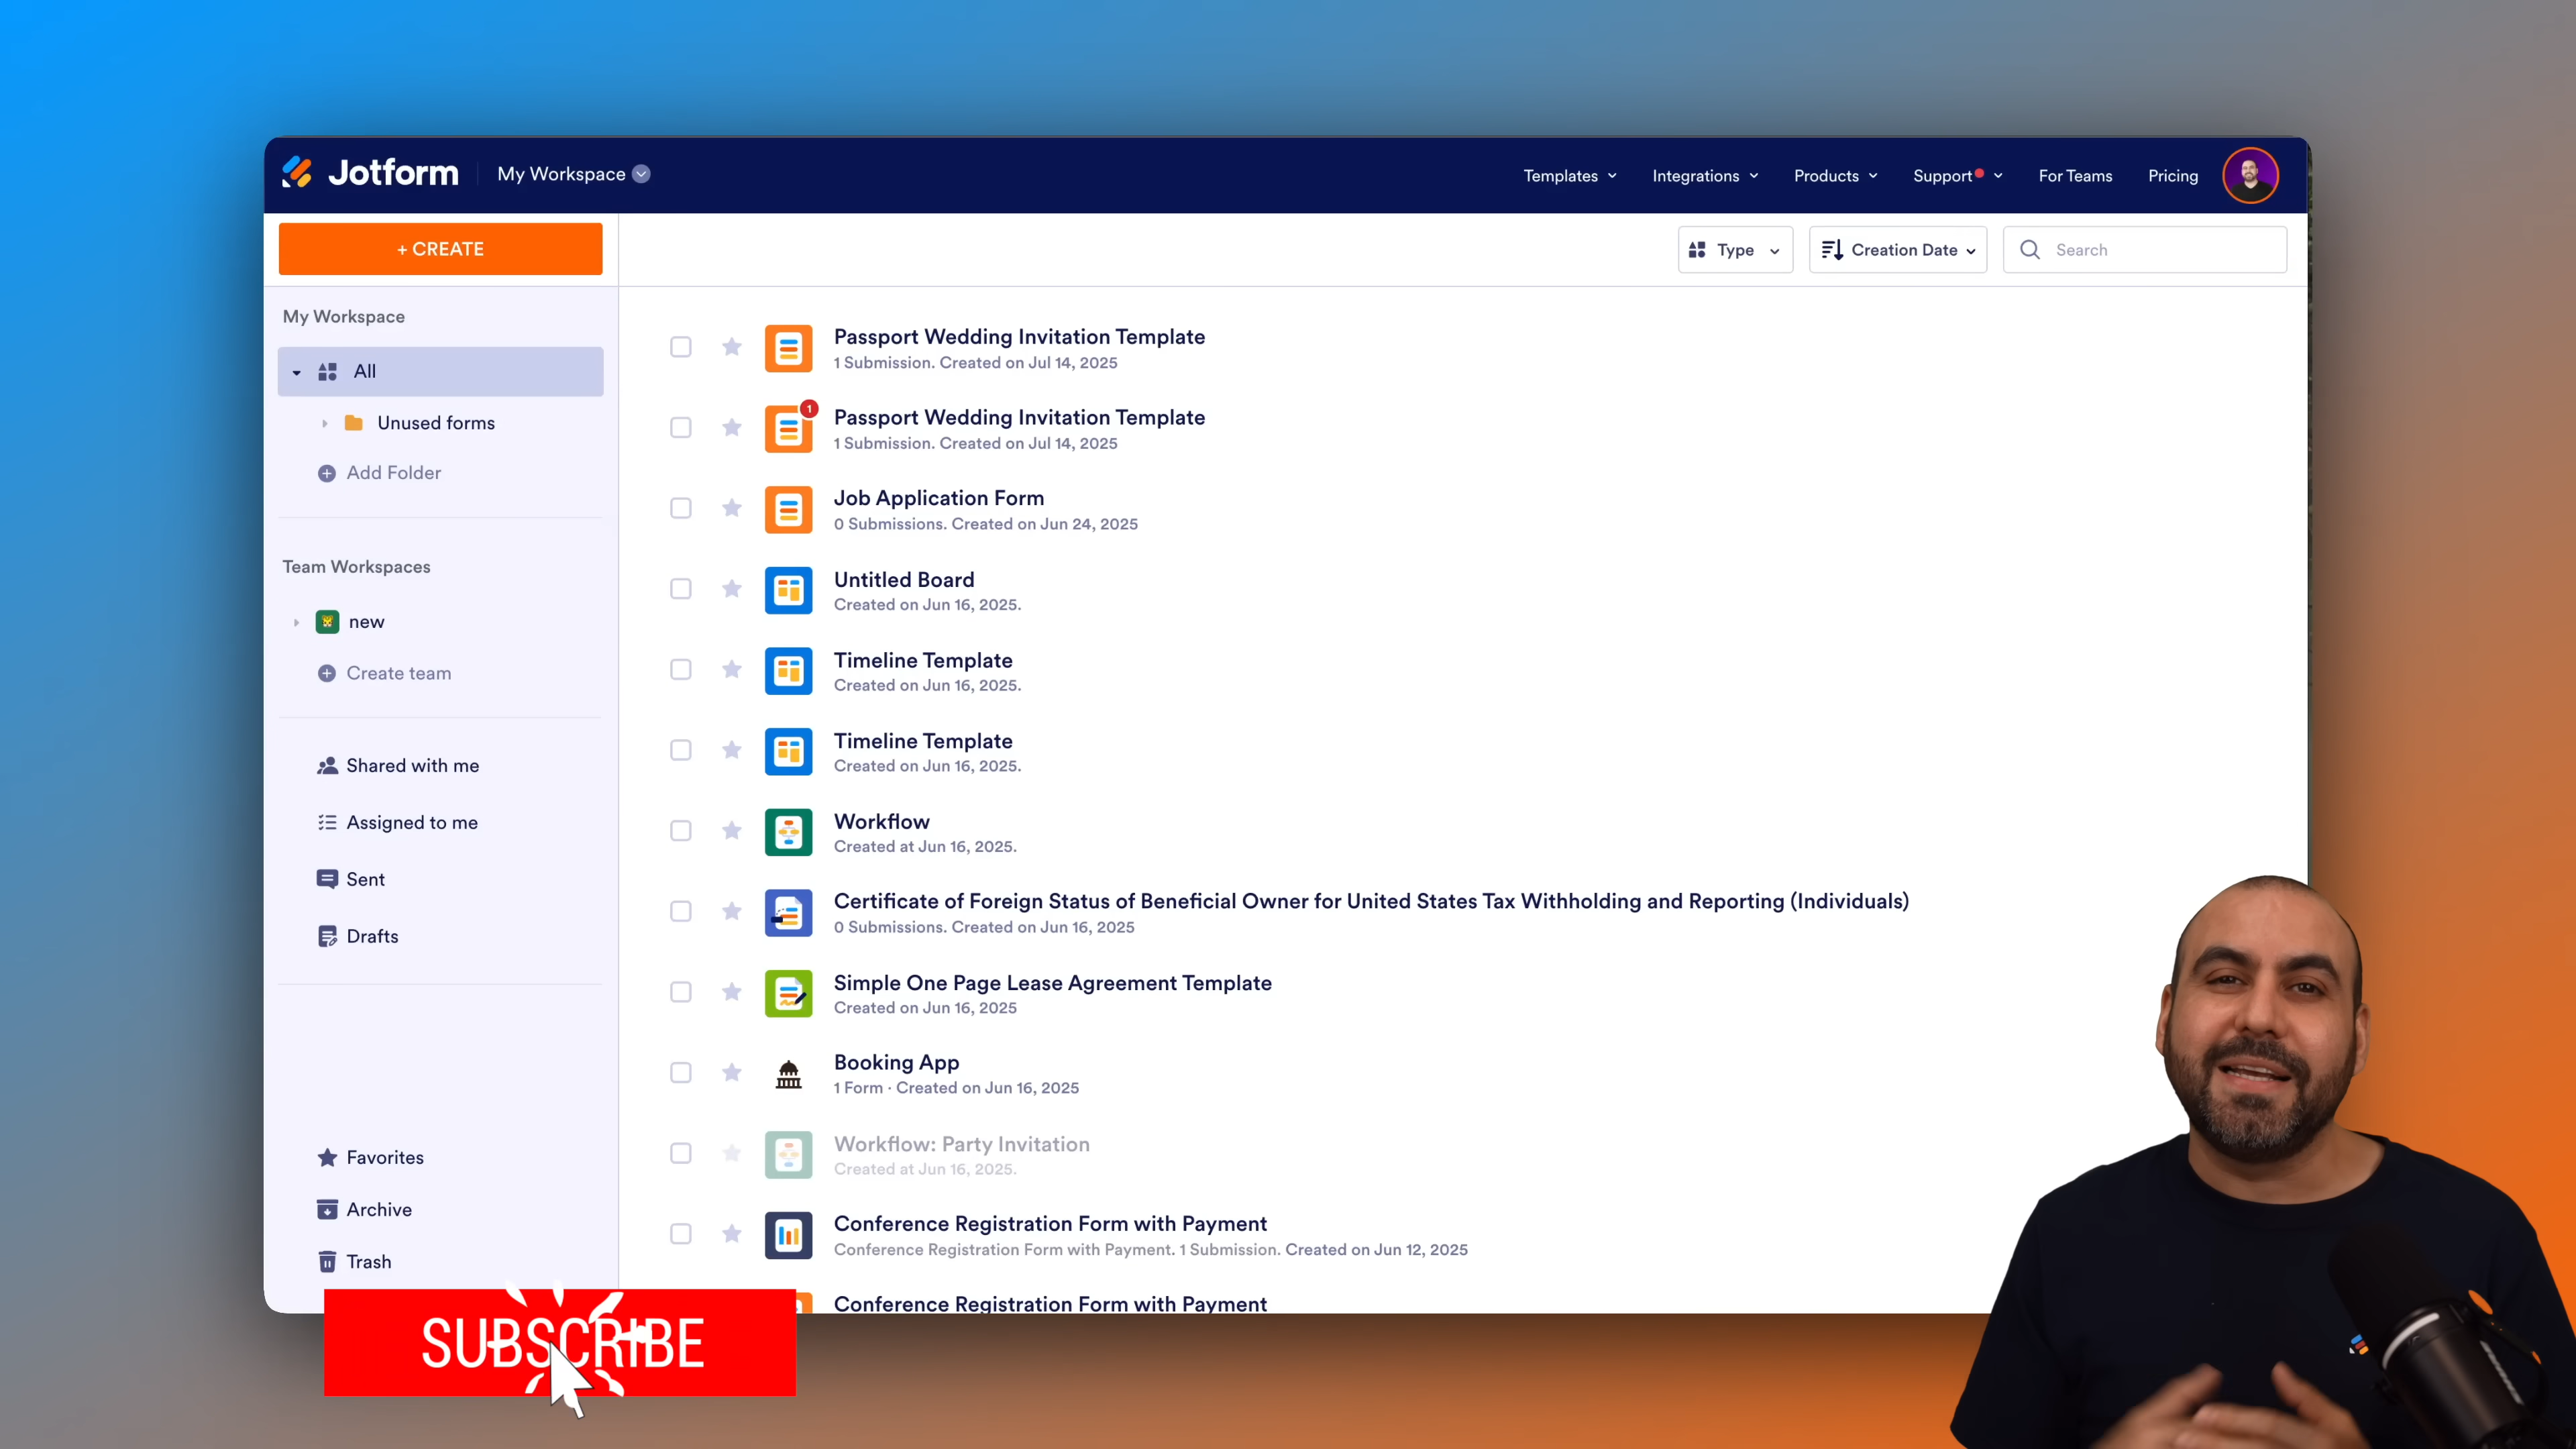 Jotform
My Workspace
Templates
Integrations
Products
Support
For Teams
Pricing
+ CREATE
Type
Creation Date
Search
My Workspace
All
Unused forms
Add Folder
Team Workspaces
new
Create team
Shared with me
Assigned to me
Sent
Drafts
Favorites
Archive
Trash
Passport Wedding Invitation Template
1 Submission. Created on Jul 14, 2025
1
Passport Wedding Invitation Template
1 Submission. Created on Jul 14, 2025
Job Application Form
0 Submissions. Created on Jun 24, 2025
Untitled Board
Created on Jun 16, 2025.
Timeline Template
Created on Jun 16, 2025.
Timeline Template
Created on Jun 16, 2025.
Workflow
Created at Jun 16, 2025.
Certificate of Foreign Status of Beneficial Owner for United States Tax Withholding and Reporting (Individuals)
0 Submissions. Created on Jun 16, 2025
Simple One Page Lease Agreement Template
Created on Jun 16, 2025
Booking App
1 Form · Created on Jun 16, 2025
Workflow: Party Invitation
Created at Jun 16, 2025.
Conference Registration Form with Payment
Conference Registration Form with Payment. 1 Submission. Created on Jun 12, 2025
Conference Registration Form with Payment
SUBSCRIBE